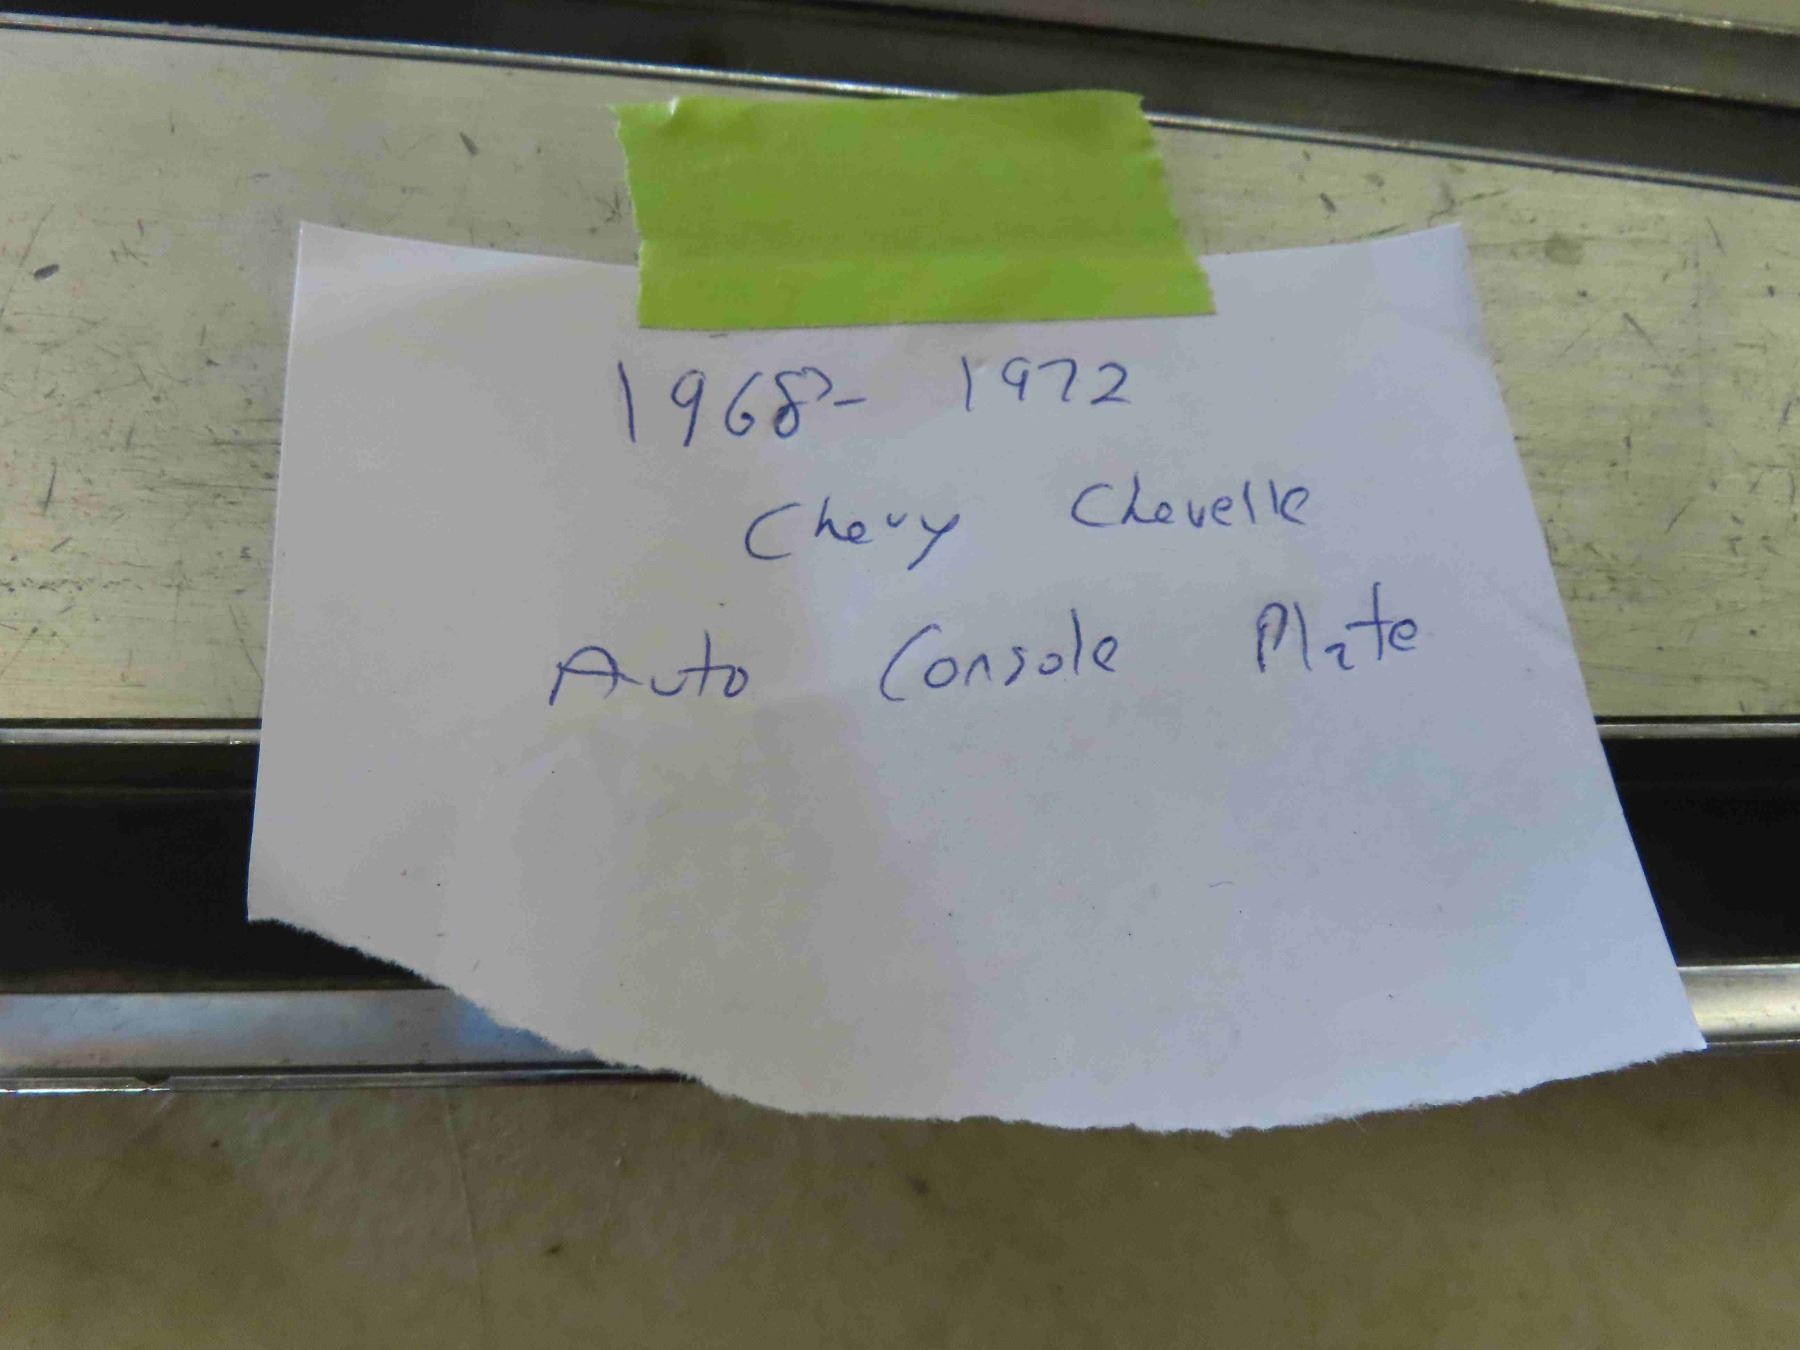 1968- 1972
Chevy Chevelle
Auto Console Plate